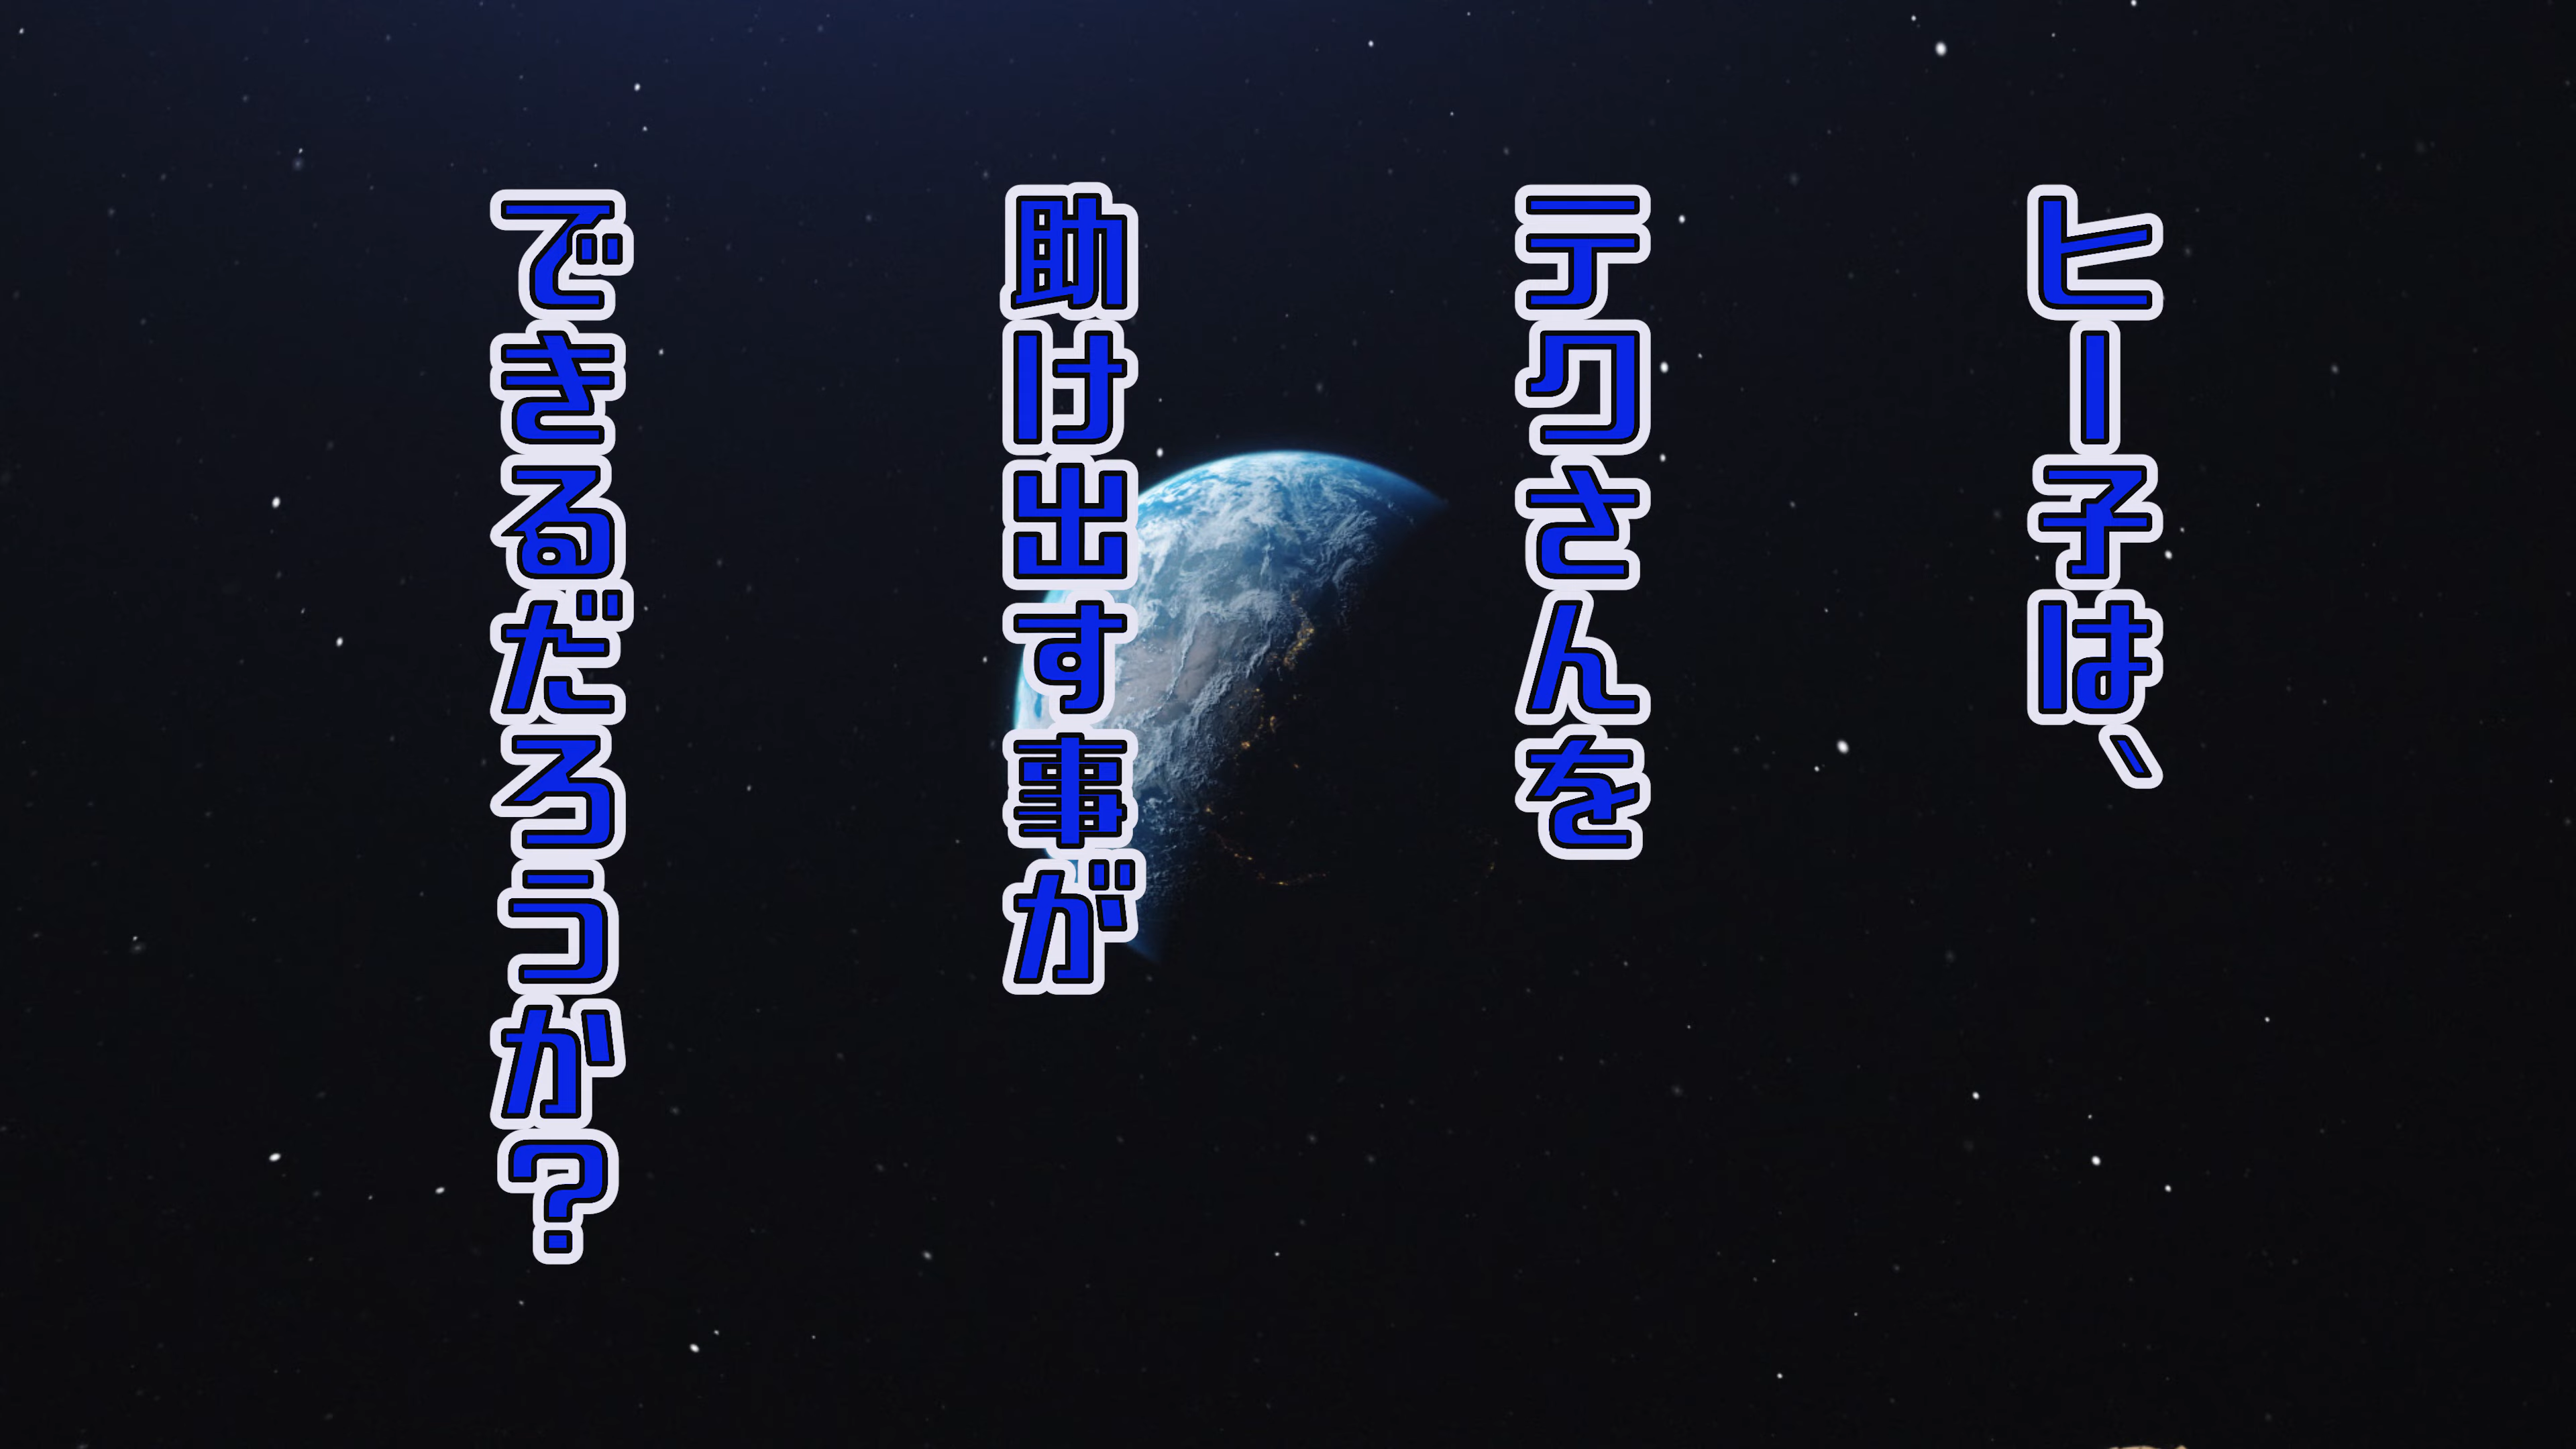 ヒー子は、
テクさんを
助け出す事が
できるだろうか？